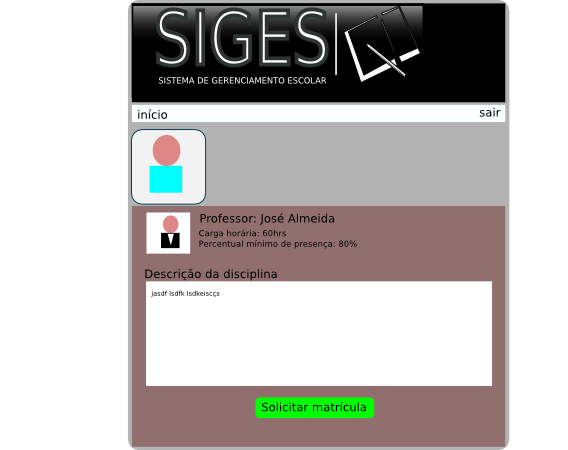 SIGES
SISTEMA DE GERENCIAMENTO ESCOLAR
início
sair
Professor: José Almeida
Carga horária: 60hrs
Percentual mínimo de presença: 80%
Descrição da disciplina
jasdf lsdfk lsdkeisccs
Solicitar matrícula